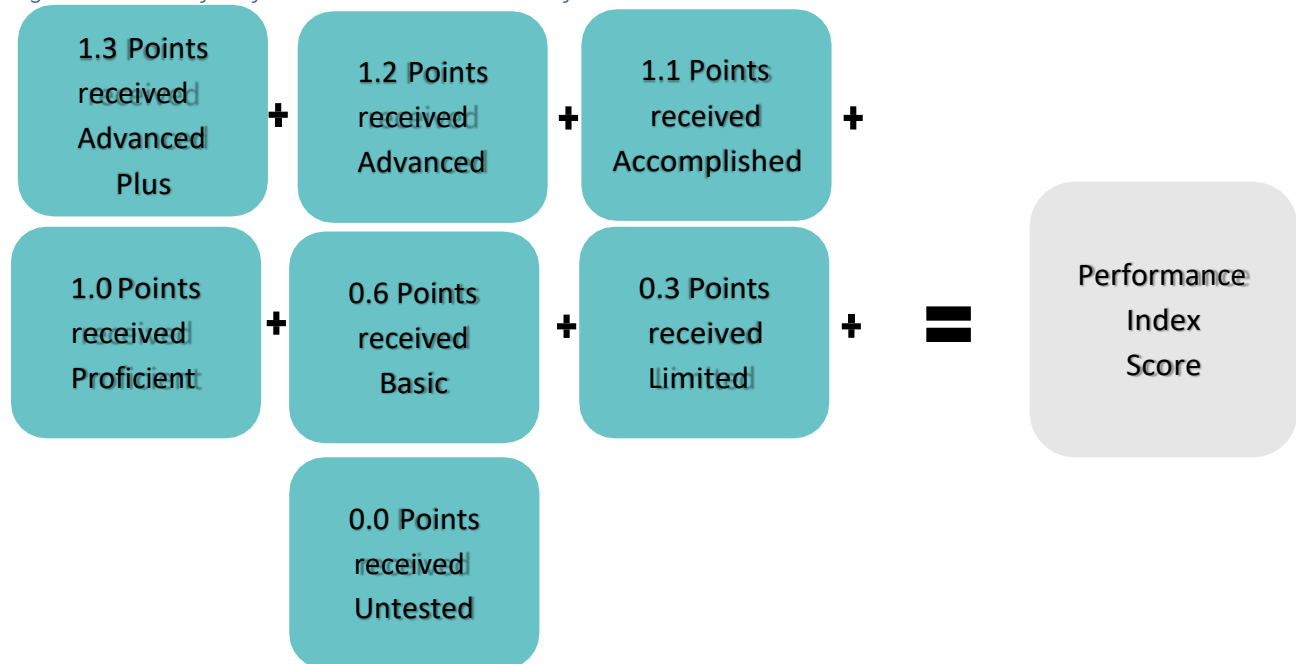 1.3 Points
received
Advanced
Plus
+
1.2 Points
received
Advanced
+
1.1 Points
received
Accomplished
+
1.0 Points
received
Proficient
+
0.6 Points
received
Basic
+
0.3 Points
received
Limited
+
=
Performance
Index
Score
0.0 Points
received
Untested